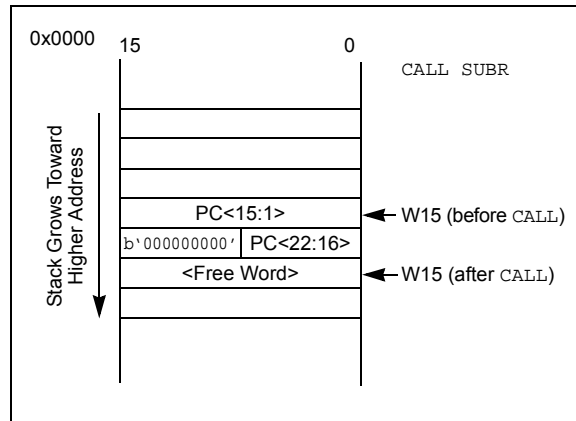 0x0000
15 0
CALL SUBR
Stack Grows Toward
Higher Address
PC<15:1>
W15 (before CALL)
b‘000000000’ PC<22:16>
<Free Word>
W15 (after CALL)